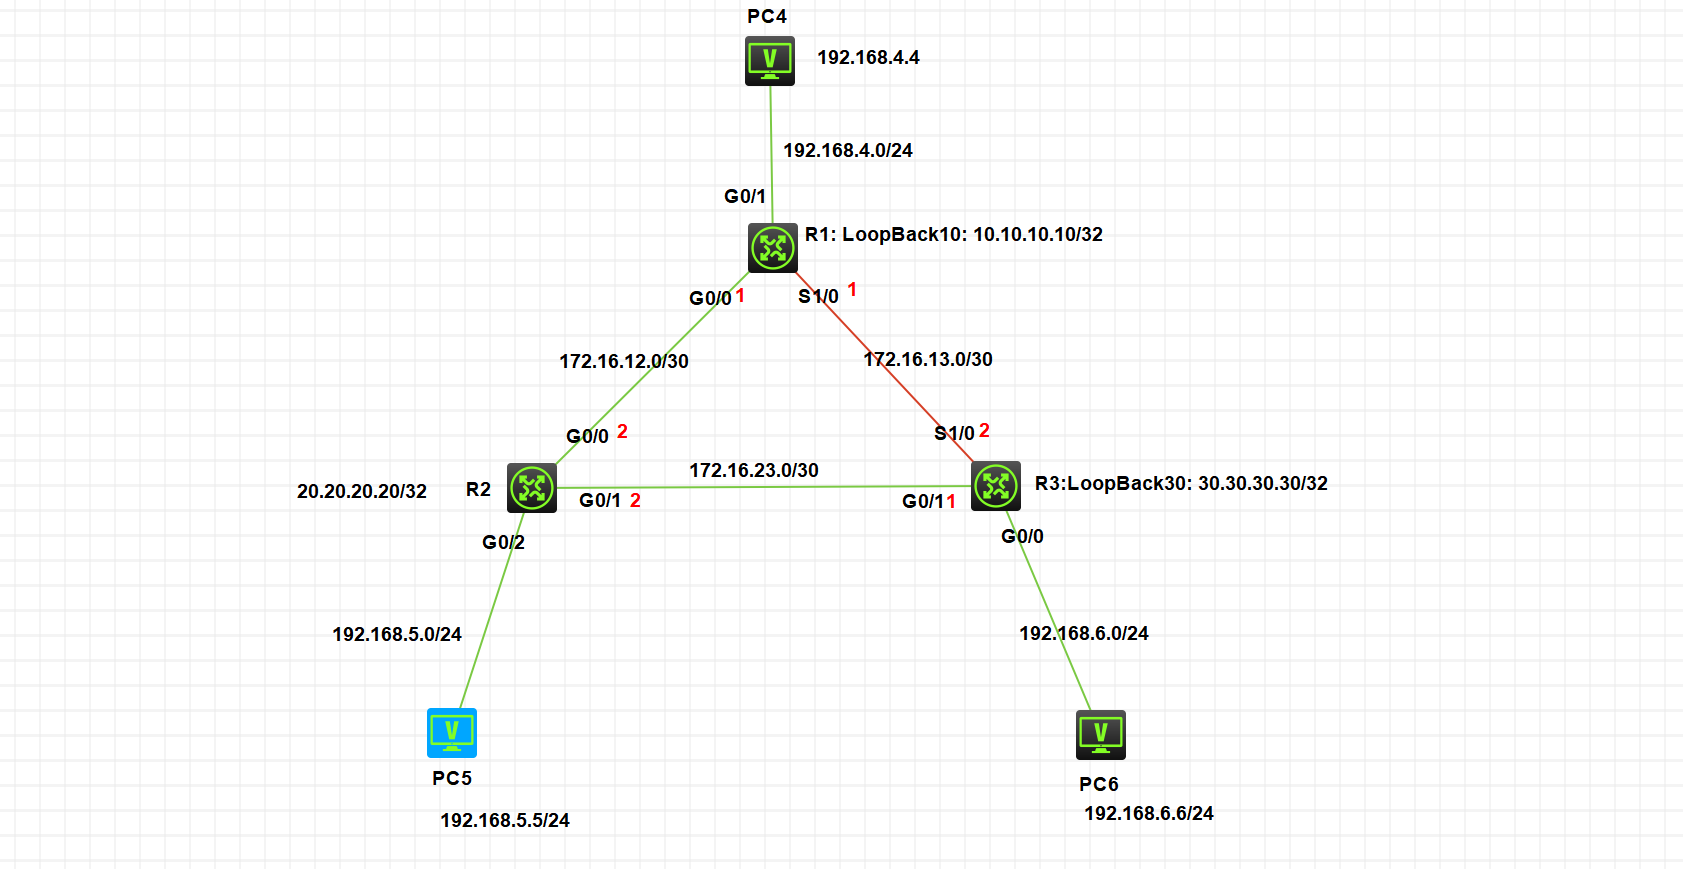 PC4
V
192.168.4.4
192.168.4.0/24
G0/1
R1: LoopBack10: 10.10.10.10/32
G0/0 1
S1/0 1
172.16.12.0/30
172.16.13.0/30
G0/0 2
S1/0 2
172.16.23.0/30
20.20.20.20/32
R2
G0/1 2
G0/1 1
R3:LoopBack30: 30.30.30.30/32
G0/2
G0/0
192.168.5.0/24
192.168.6.0/24
V
V
PC5
PC6
192.168.5.5/24
192.168.6.6/24